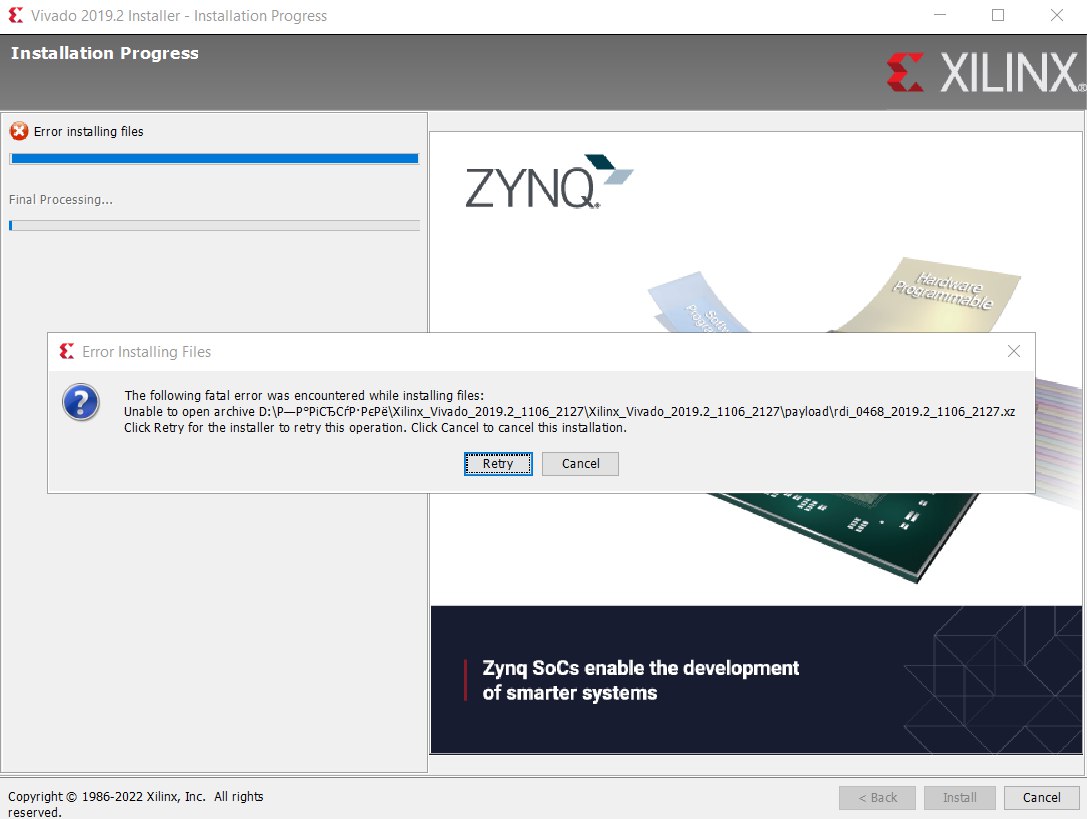 Vivado 2019.2 Installer - Installation Progress
Installation Progress
XILINX®
Error installing files
Final Processing...
ZYNQ®
Hardware
Programmable
Error Installing Files
The following fatal error was encountered while installing files:
Unable to open archive D:\Р—Р°РіСЂСѓР·РєРё\Xilinx_Vivado_2019.2_1106_2127\Xilinx_Vivado_2019.2_1106_2127\payload\rdi_0468_2019.2_1106_2127.xz
Click Retry for the installer to retry this operation. Click Cancel to cancel this installation.
Retry
Cancel
Zynq SoCs enable the development
of smarter systems
Copyright © 1986-2022 Xilinx, Inc. All rights
reserved.
< Back
Install
Cancel